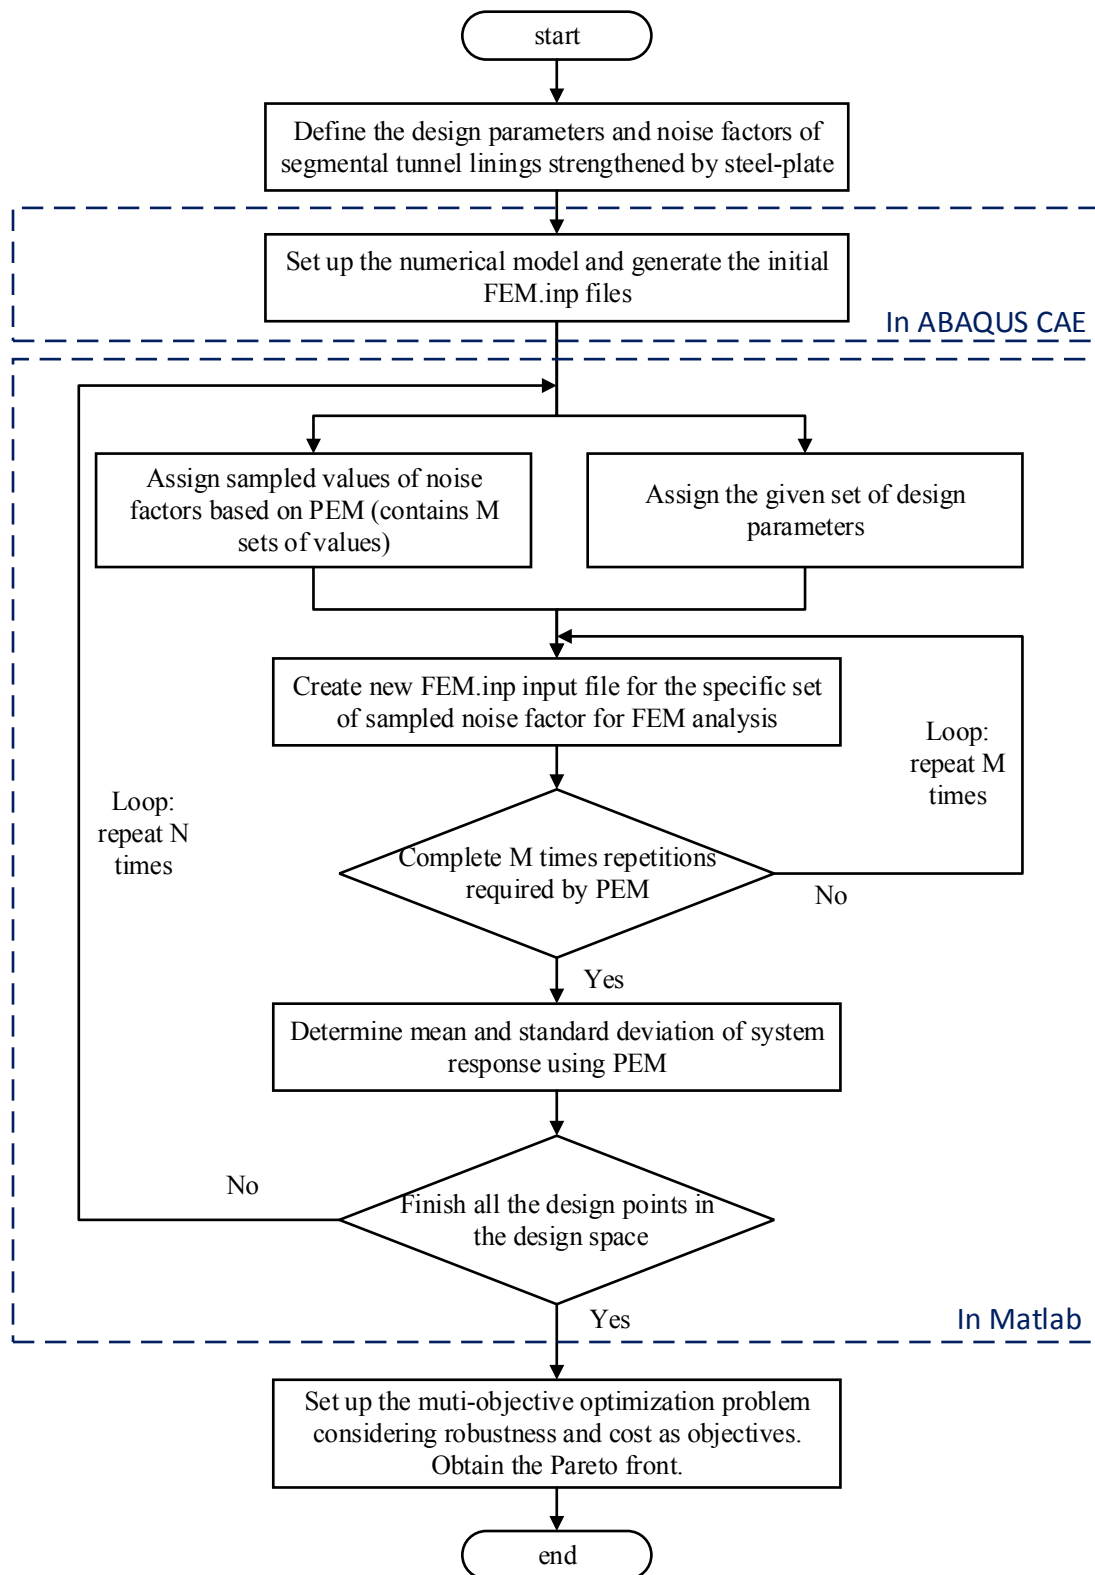 start
Define the design parameters and noise factors of
segmental tunnel linings strengthened by steel-plate
Set up the numerical model and generate the initial
FEM.inp files
In ABAQUS CAE
Assign sampled values of noise
factors based on PEM (contains M
sets of values)
Assign the given set of design
parameters
Create new FEM.inp input file for the specific set
of sampled noise factor for FEM analysis
Loop:
repeat M
times
Loop:
repeat N
times
Complete M times repetitions
required by PEM
No
Yes
Determine mean and standard deviation of system
response using PEM
No
Finish all the design points in
the design space
Yes
In Matlab
Set up the muti-objective optimization problem
considering robustness and cost as objectives.
Obtain the Pareto front.
end